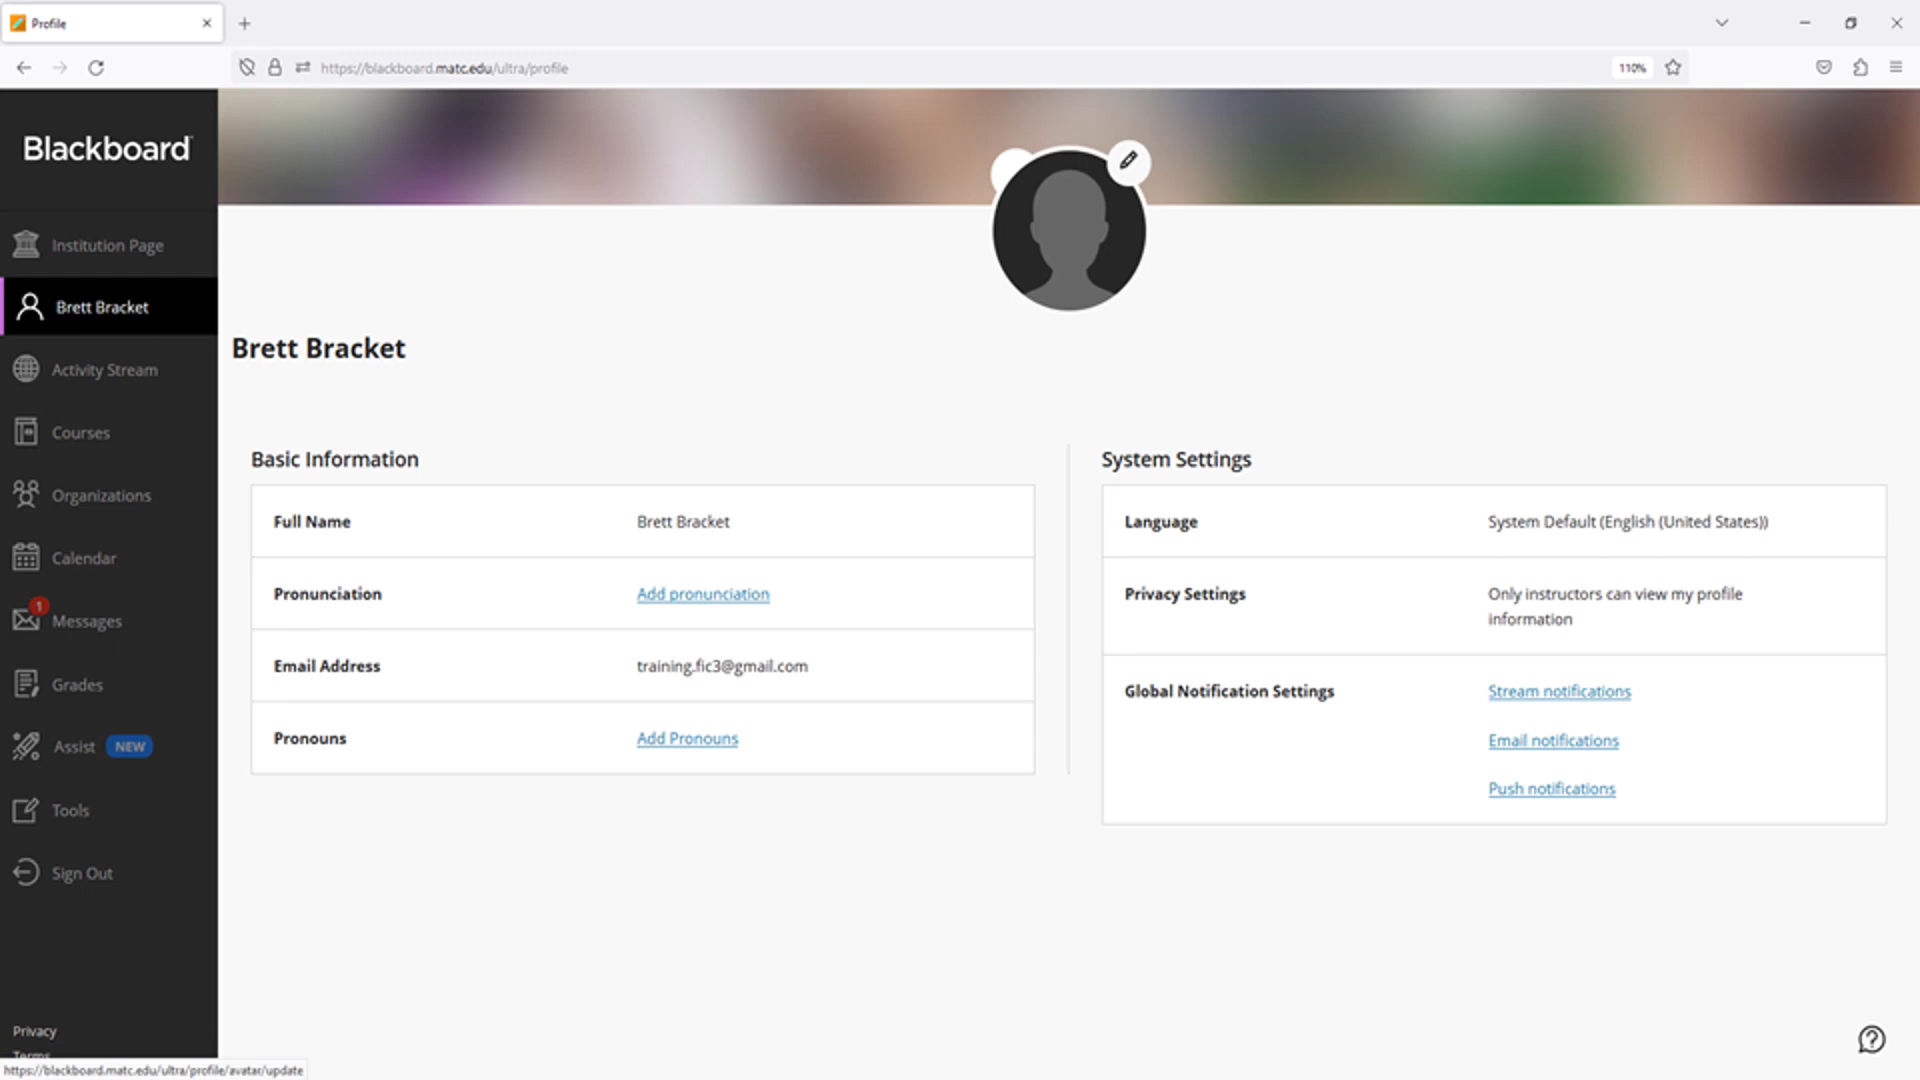 Profile
https://blackboard.matc.edu/ultra/profile
110%
Blackboard
Institution Page
Brett Bracket
Activity Stream
Courses
Organizations
Calendar
1
Messages
Grades
Assist NEW
Tools
Sign Out
Privacy
Terms
https://blackboard.matc.edu/ultra/profile/avatar/update
Brett Bracket
Basic Information
Full Name Brett Bracket
Pronunciation Add pronunciation
Email Address training.fic3@gmail.com
Pronouns Add Pronouns
System Settings
Language System Default (English (United States))
Privacy Settings Only instructors can view my profile
information
Global Notification Settings Stream notifications
Email notifications
Push notifications